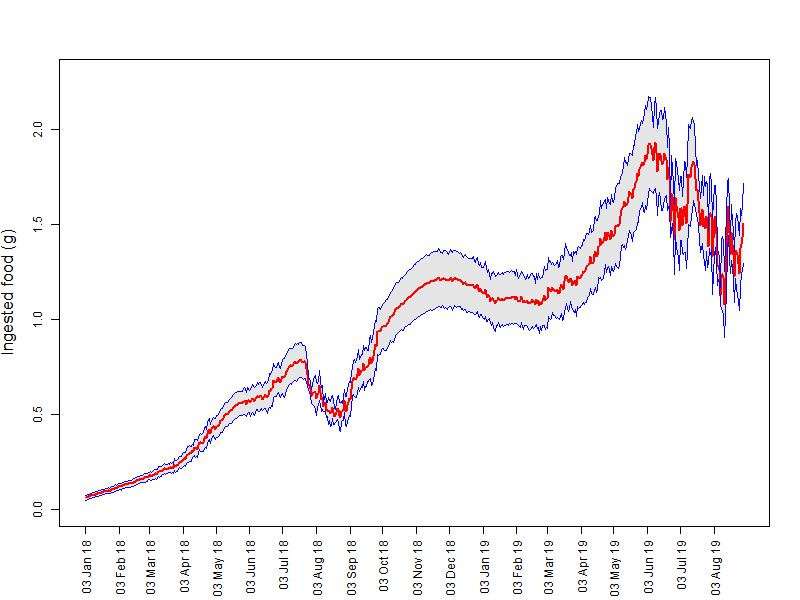 Ingested food (g)
2.0
1.5
1.0
0.5
0.0
03 Jan 18
03 Feb 18
03 Mar 18
03 Apr 18
03 May 18
03 Jun 18
03 Jul 18
03 Aug 18
03 Sep 18
03 Oct 18
03 Nov 18
03 Dec 18
03 Jan 19
03 Feb 19
03 Mar 19
03 Apr 19
03 May 19
03 Jun 19
03 Jul 19
03 Aug 19